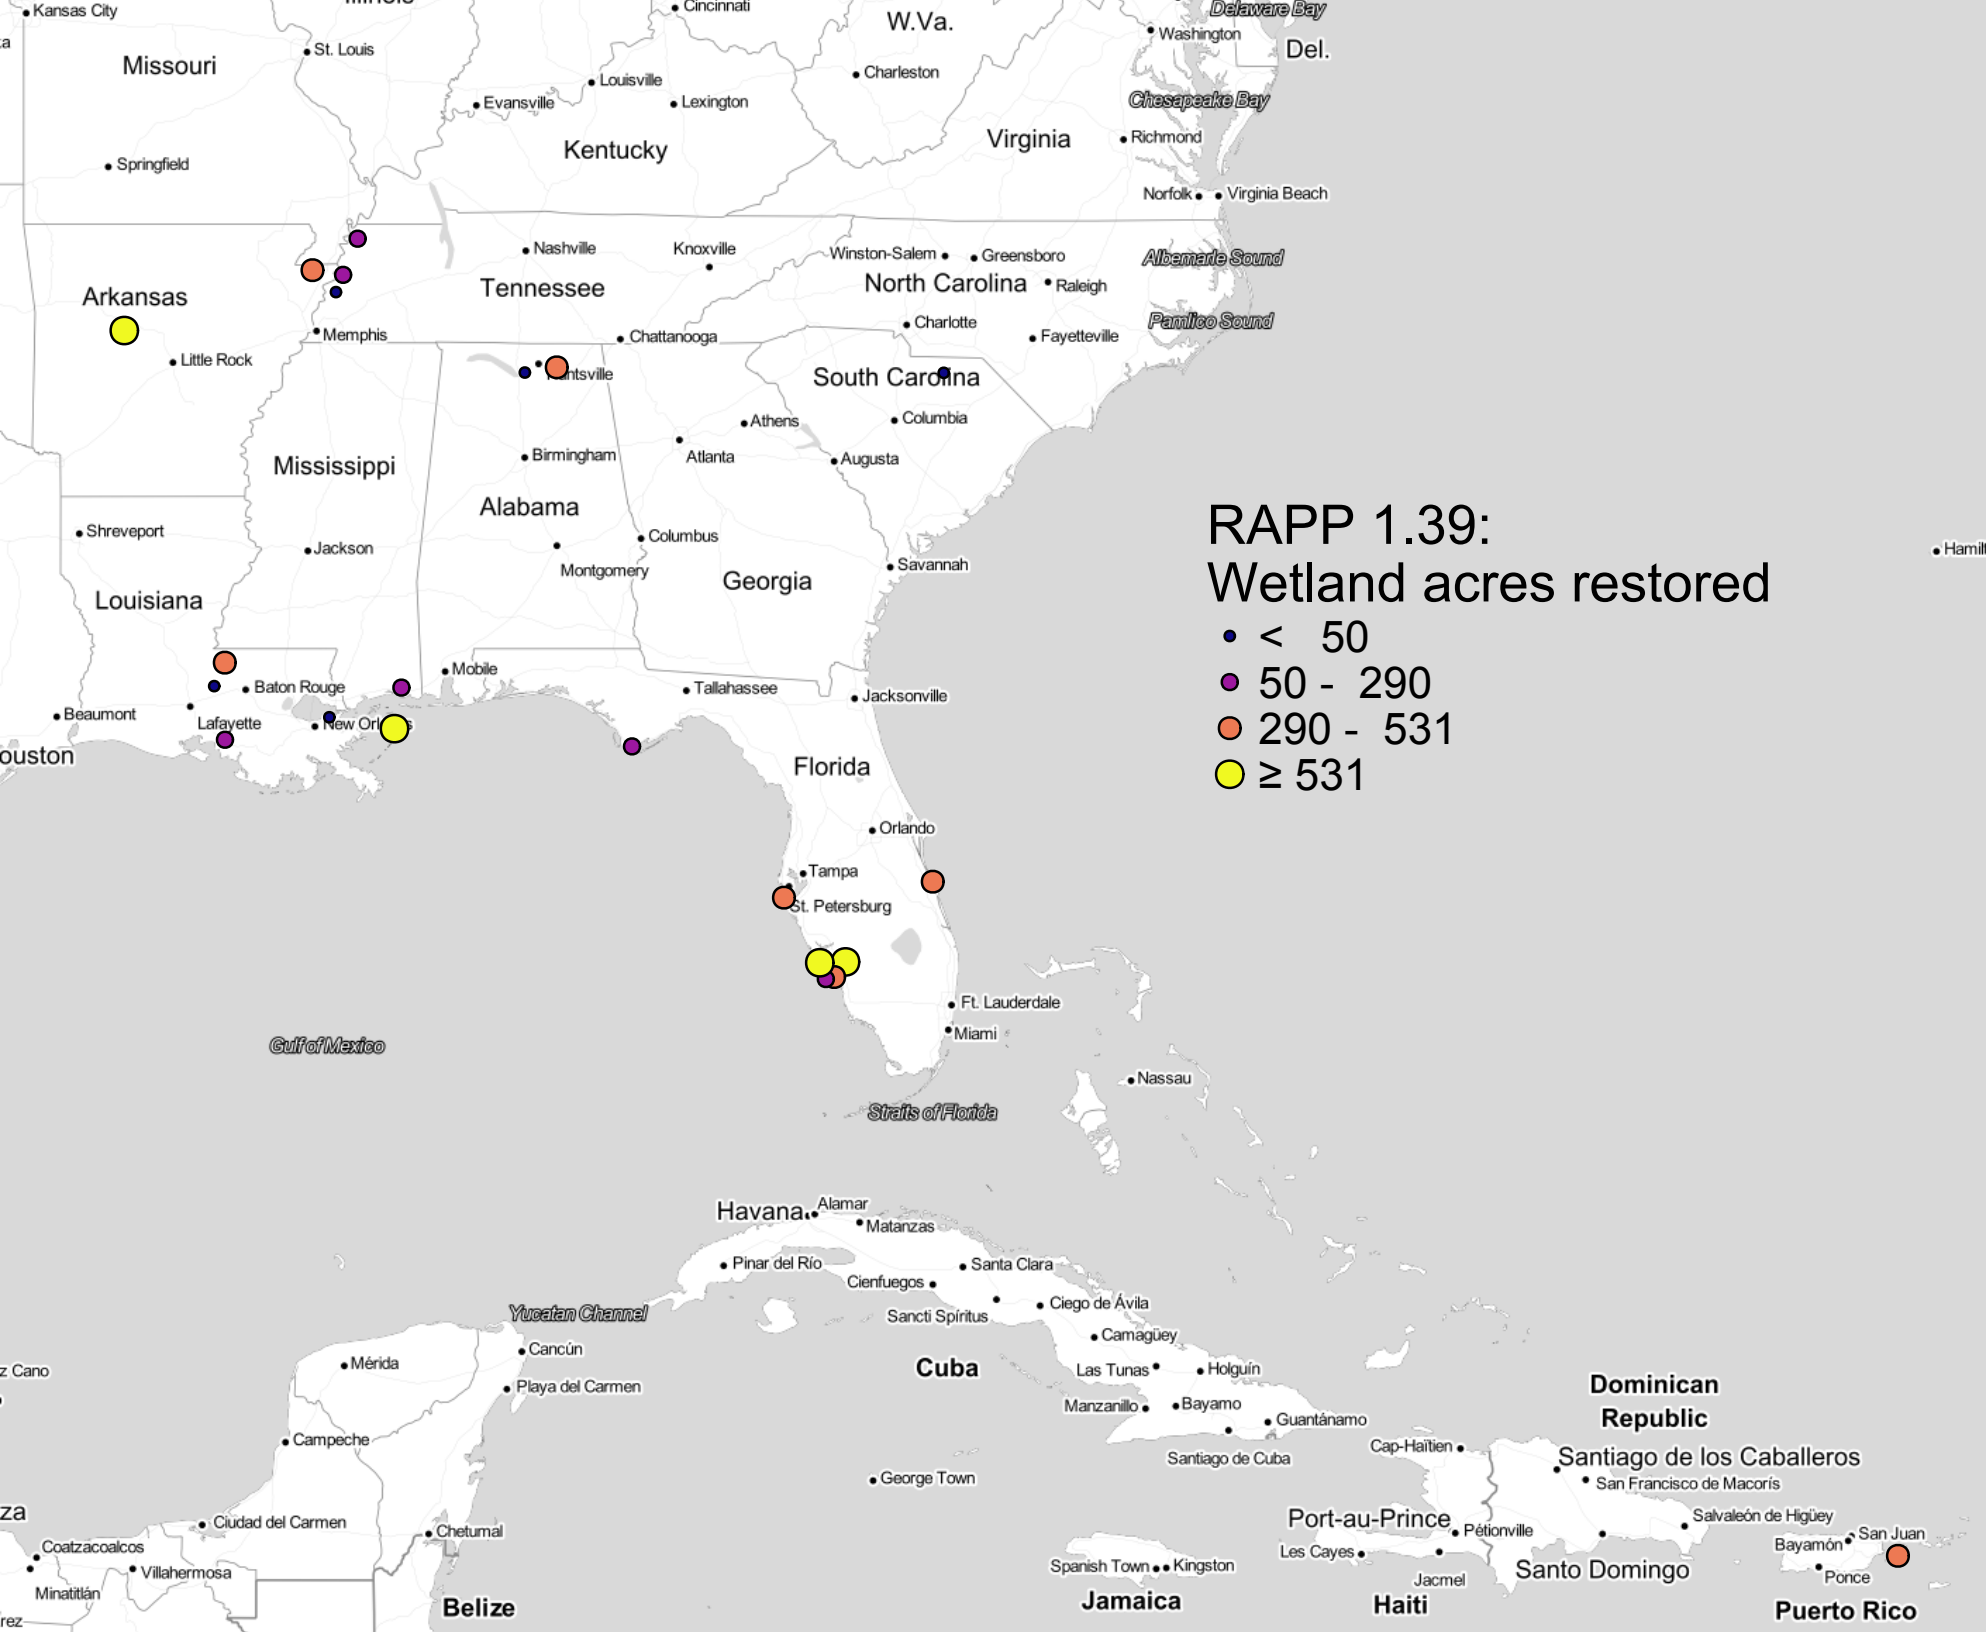 Kansas City
Cincinnati
Delaware Bay
W.Va.
Washington
St. Louis
Del.
Missouri
Charleston
Louisville
Chesapeake Bay
Evansville
Lexington
Virginia
Richmond
Kentucky
Springfield
Norfolk
Virginia Beach
Nashville
Knoxville
Winston-Salem
Greensboro
Albemarle Sound
Arkansas
Tennessee
North Carolina
Raleigh
Charlotte
Pamlico Sound
Memphis
Chattanooga
Fayetteville
Little Rock
Huntsville
South Carolina
Athens
Columbia
Mississippi
Birmingham
Atlanta
Augusta
Alabama
Shreveport
Jackson
Columbus
RAPP 1.39:
Hamilt
Montgomery
Georgia
Savannah
Wetland acres restored
Louisiana
< 50
Mobile
Baton Rouge
Tallahassee
Jacksonville
50 - 290
Beaumont
Lafayette
New Orleans
290 - 531
ouston
Florida
≥ 531
Orlando
Tampa
St. Petersburg
Ft. Lauderdale
Miami
Gulf of Mexico
Nassau
Straits of Florida
Havana
Alamar
Matanzas
Pinar del Río
Santa Clara
Cienfuegos
Yucatan Channel
Sancti Spíritus
Ciego de Ávila
Camagüey
Cancún
Mérida
z Cano
Cuba
Las Tunas
Holguín
Playa del Carmen
Dominican
Republic
Manzanillo
Bayamo
Guantánamo
Campeche
Cap-Haïtien
Santiago de Cuba
Santiago de los Caballeros
George Town
San Francisco de Macorís
za
Ciudad del Carmen
Port-au-Prince
Salvaleón de Higüey
Chetumal
Pétionville
San Juan
Coatzacoalcos
Les Cayes
Bayamón
Villahermosa
Spanish Town
Kingston
Santo Domingo
Jacmel
Ponce
Minatitlán
Belize
Jamaica
Haiti
Puerto Rico
rez